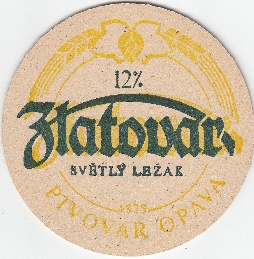 12%
Zlatovar
SVĚTLÝ LEŽÁK
1825
PIVOVAR OPAVA